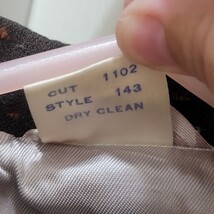 CUT 1102
STYLE 143
DRY CLEAN